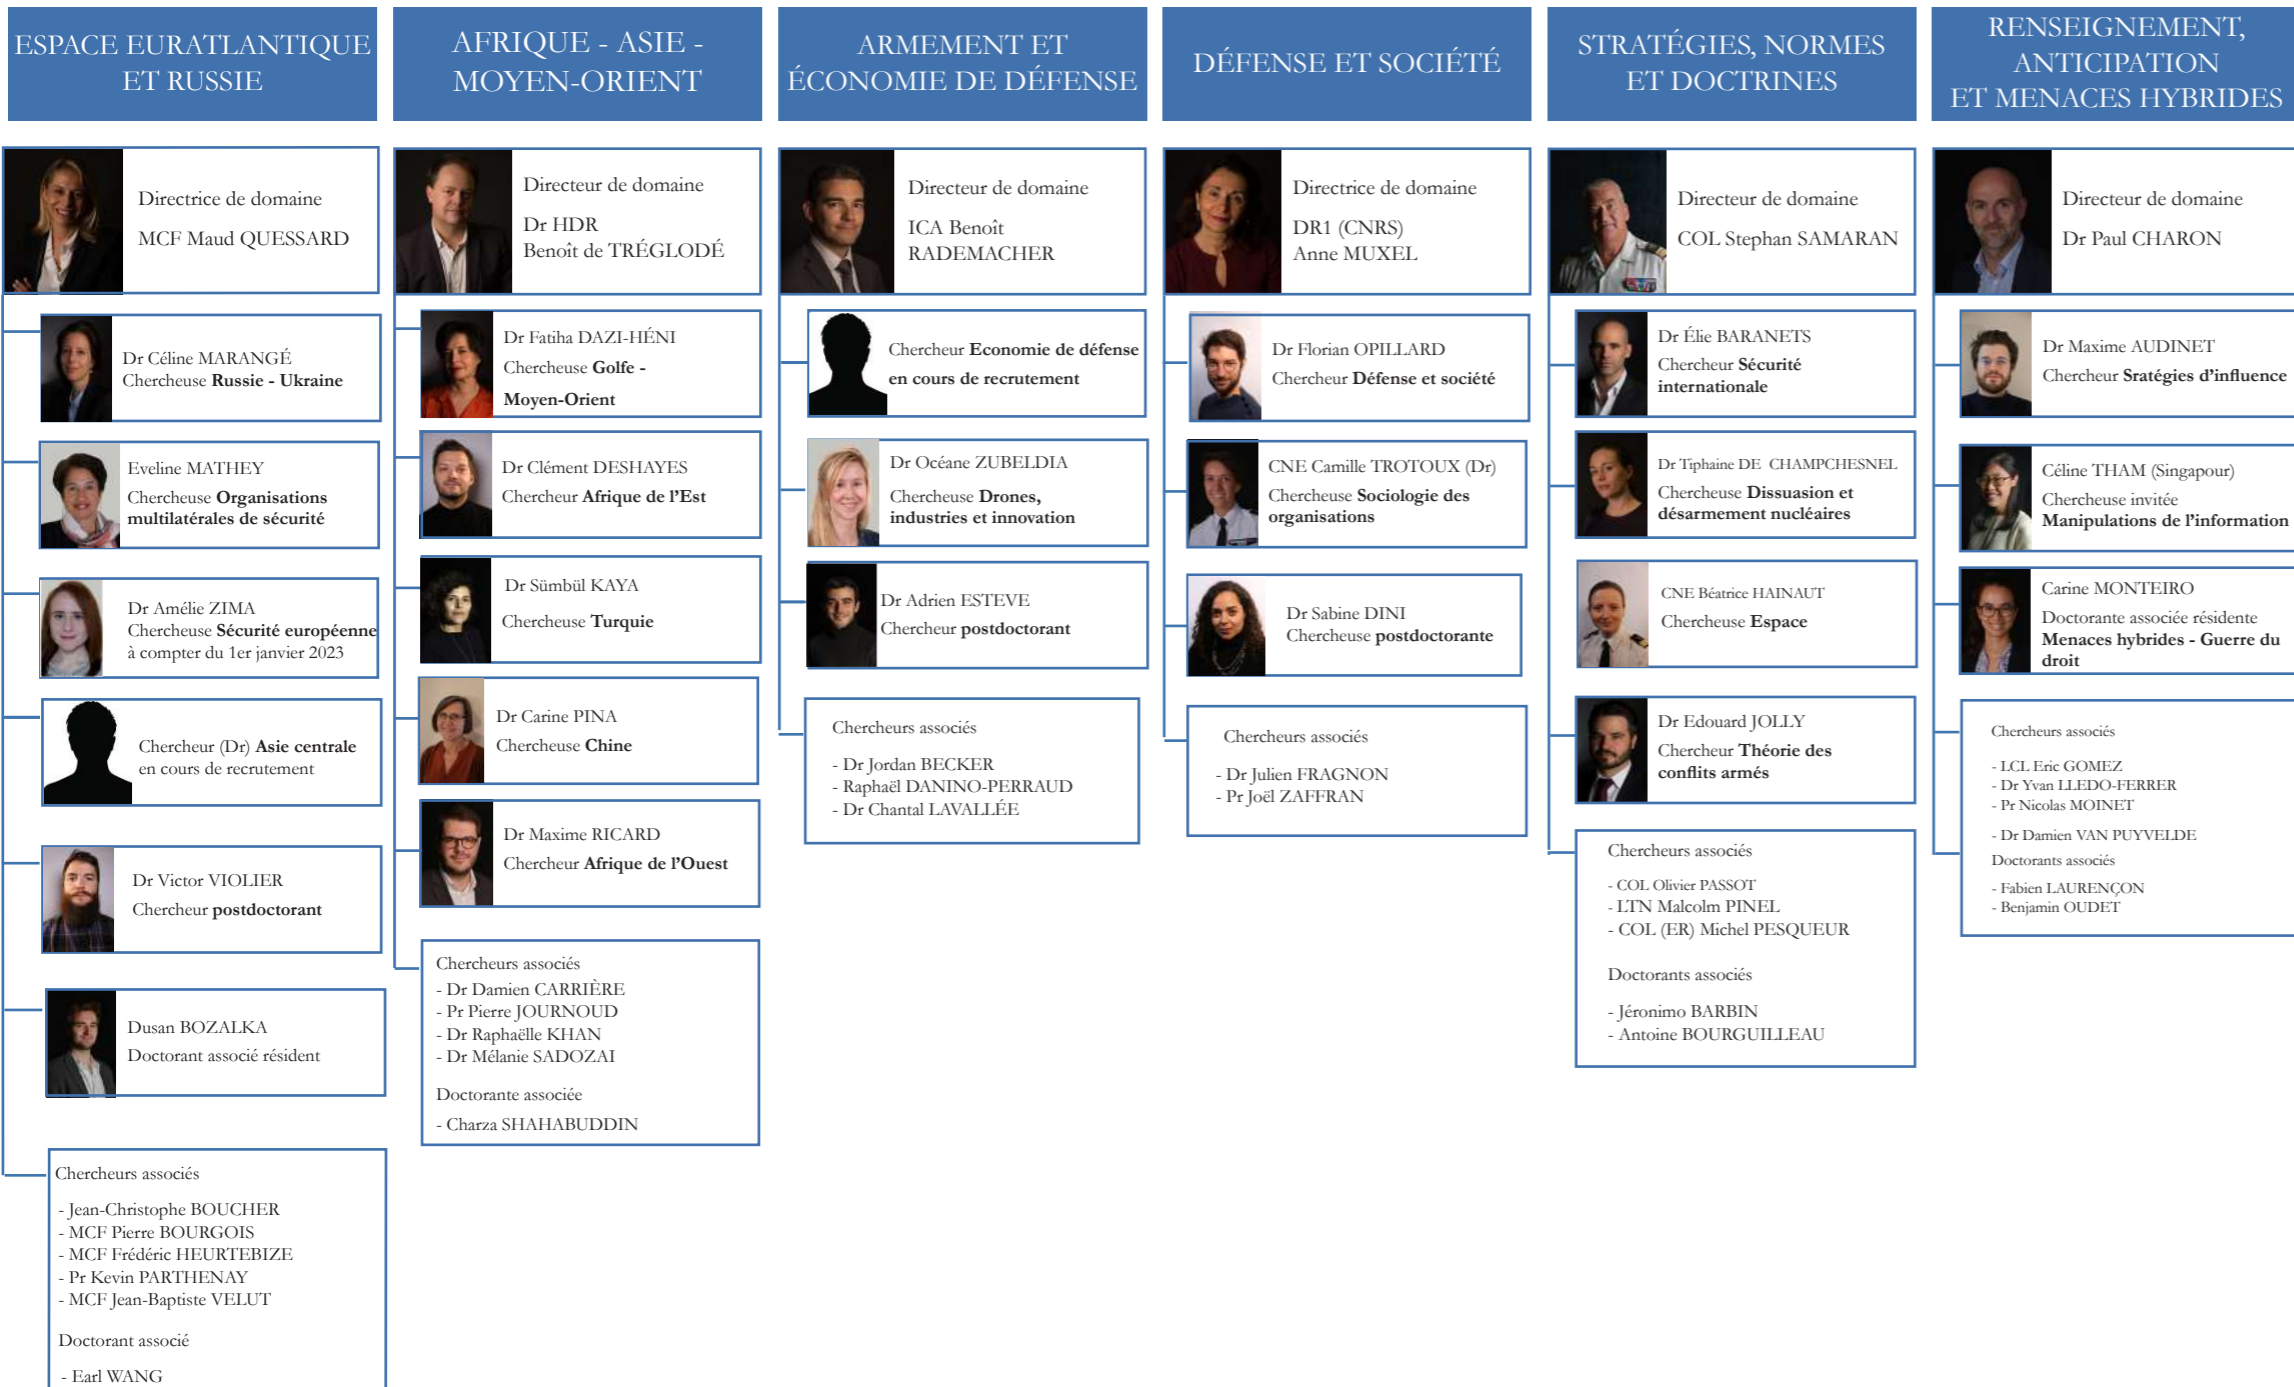 ESPACE EURATLANTIQUE
ET RUSSIE
Directrice de domaine
MCF Maud QUESSARD
Dr Céline MARANGÉ
Chercheuse Russie - Ukraine
Eveline MATHEY
Chercheuse Organisations
multilatérales de sécurité
Dr Amélie ZIMA
Chercheuse Sécurité européenne
à compter du 1er janvier 2023
Chercheur (Dr) Asie centrale
en cours de recrutement
Dr Victor VIOLIER
Chercheur postdoctorant
Dusan BOZALKA
Doctorant associé résident
Chercheurs associés
- Jean-Christophe BOUCHER
- MCF Pierre BOURGOIS
- MCF Frédéric HEURTEBIZE
- Pr Kevin PARTHENAY
- MCF Jean-Baptiste VELUT
Doctorant associé
- Earl WANG
AFRIQUE - ASIE -
MOYEN-ORIENT
Directeur de domaine
Dr HDR
Benoît de TRÉGLODÉ
Dr Fatiha DAZI-HÉNI
Chercheuse Golfe -
Moyen-Orient
Dr Clément DESHAYES
Chercheur Afrique de l'Est
Dr Sümbül KAYA
Chercheuse Turquie
Dr Carine PINA
Chercheuse Chine
Dr Maxime RICARD
Chercheur Afrique de l'Ouest
Chercheurs associés
- Dr Damien CARRIÈRE
- Pr Pierre JOURNOUD
- Dr Raphaëlle KHAN
- Dr Mélanie SADOZAI
Doctorante associée
- Charza SHAHABUDDIN
ARMEMENT ET
ÉCONOMIE DE DÉFENSE
Directeur de domaine
ICA Benoît
RADEMACHER
Chercheur Economie de défense
en cours de recrutement
Dr Océane ZUBELDIA
Chercheuse Drones,
industries et innovation
Dr Adrien ESTEVE
Chercheur postdoctorant
Chercheurs associés
- Dr Jordan BECKER
- Raphaël DANINO-PERRAUD
- Dr Chantal LAVALLÉE
DÉFENSE ET SOCIÉTÉ
Directrice de domaine
DR1 (CNRS)
Anne MUXEL
Dr Florian OPILLARD
Chercheur Défense et société
CNE Camille TROTOUX (Dr)
Chercheuse Sociologie des
organisations
Dr Sabine DINI
Chercheuse postdoctorante
Chercheurs associés
- Dr Julien FRAGNON
- Pr Joël ZAFFRAN
STRATÉGIES, NORMES
ET DOCTRINES
Directeur de domaine
COL Stephan SAMARAN
Dr Élie BARANETS
Chercheur Sécurité
internationale
Dr Tiphaine DE CHAMPCHESNEL
Chercheuse Dissuasion et
désarmement nucléaires
CNE Béatrice HAINAUT
Chercheuse Espace
Dr Edouard JOLLY
Chercheur Théorie des
conflits armés
Chercheurs associés
- COL Olivier PASSOT
- LTN Malcolm PINEL
- COL (ER) Michel PESQUEUR
Doctorants associés
- Jéronimo BARBIN
- Antoine BOURGUILLEAU
RENSEIGNEMENT,
ANTICIPATION
ET MENACES HYBRIDES
Directeur de domaine
Dr Paul CHARON
Dr Maxime AUDINET
Chercheur Sratégies d'influence
Céline THAM (Singapour)
Chercheuse invitée
Manipulations de l'information
Carine MONTEIRO
Doctorante associée résidente
Menaces hybrides - Guerre du
droit
Chercheurs associés
- LCL Eric GOMEZ
- Dr Yvan LLEDO-FERRER
- Pr Nicolas MOINET
- Dr Damien VAN PUYVELDE
Doctorants associés
- Fabien LAURENÇON
- Benjamin OUDET